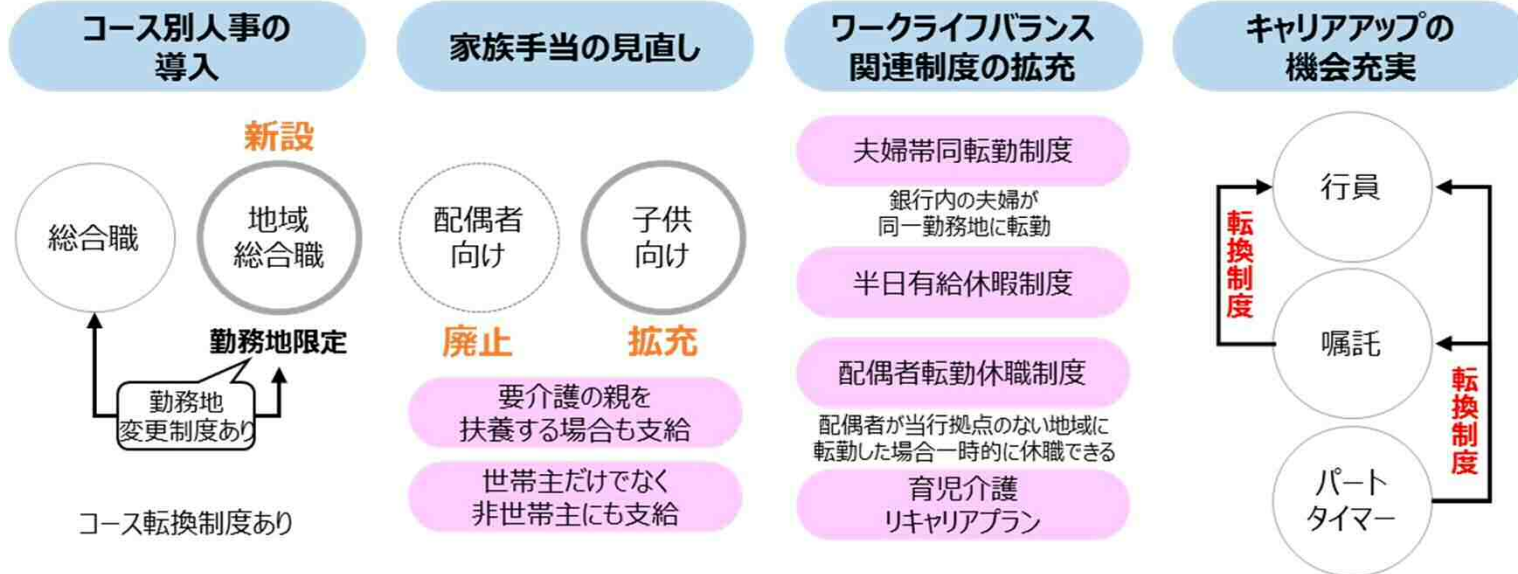 コース別人事の
導入
新設
総合職
地域
総合職
勤務地限定
勤務地
変更制度あり
コース転換制度あり
家族手当の見直し
配偶者
向け
子供
向け
廃止
拡充
要介護の親を
扶養する場合も支給
世帯主だけでなく
非世帯主にも支給
ワークライフバランス
関連制度の拡充
夫婦帯同転勤制度
銀行内の夫婦が
同一勤務地に転勤
半日有給休暇制度
配偶者転勤休職制度
配偶者が当行拠点のない地域に
転勤した場合一時的に休職できる
育児介護
リキャリアプラン
キャリアアップの
機会充実
行員
転換制度
嘱託
転換制度
パート
タイマー